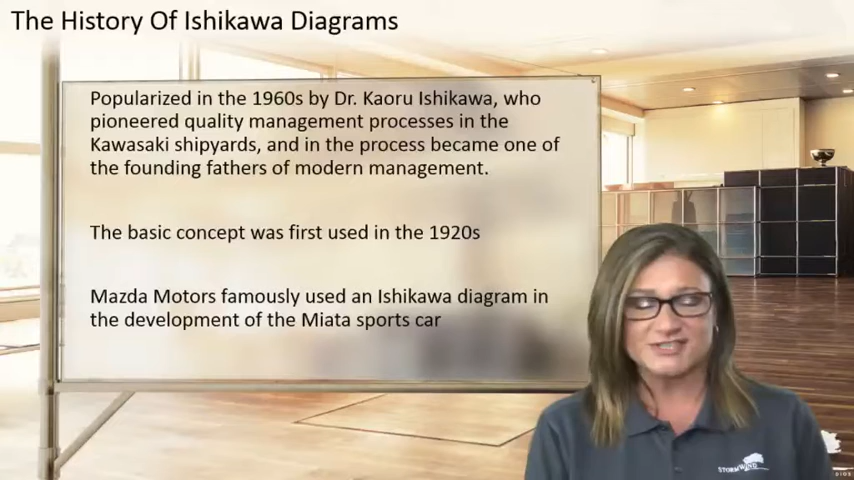 The History Of Ishikawa Diagrams
Popularized in the 1960s by Dr. Kaoru Ishikawa, who
pioneered quality management processes in the
Kawasaki shipyards, and in the process became one of
the founding fathers of modern management.
The basic concept was first used in the 1920s
Mazda Motors famously used an Ishikawa diagram in
the development of the Miata sports car
STORMWIND